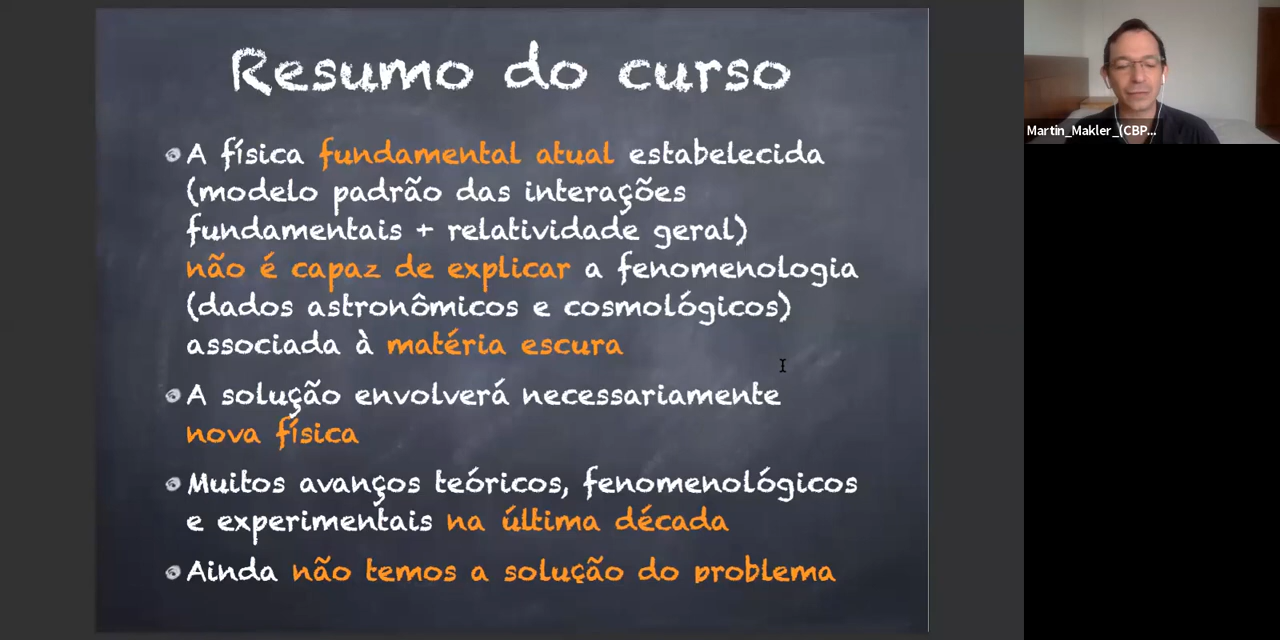 Resumo do curso
A física fundamental atual estabelecida
(modelo padrão das interações
fundamentais + relatividade geral)
não é capaz de explicar a fenomenologia
(dados astronômicos e cosmológicos)
associada à matéria escura
A solução envolverá necessariamente
nova física
Muitos avanços teóricos, fenomenológicos
e experimentais na última década
Ainda não temos a solução do problema
Martin_Makler_(CBP...